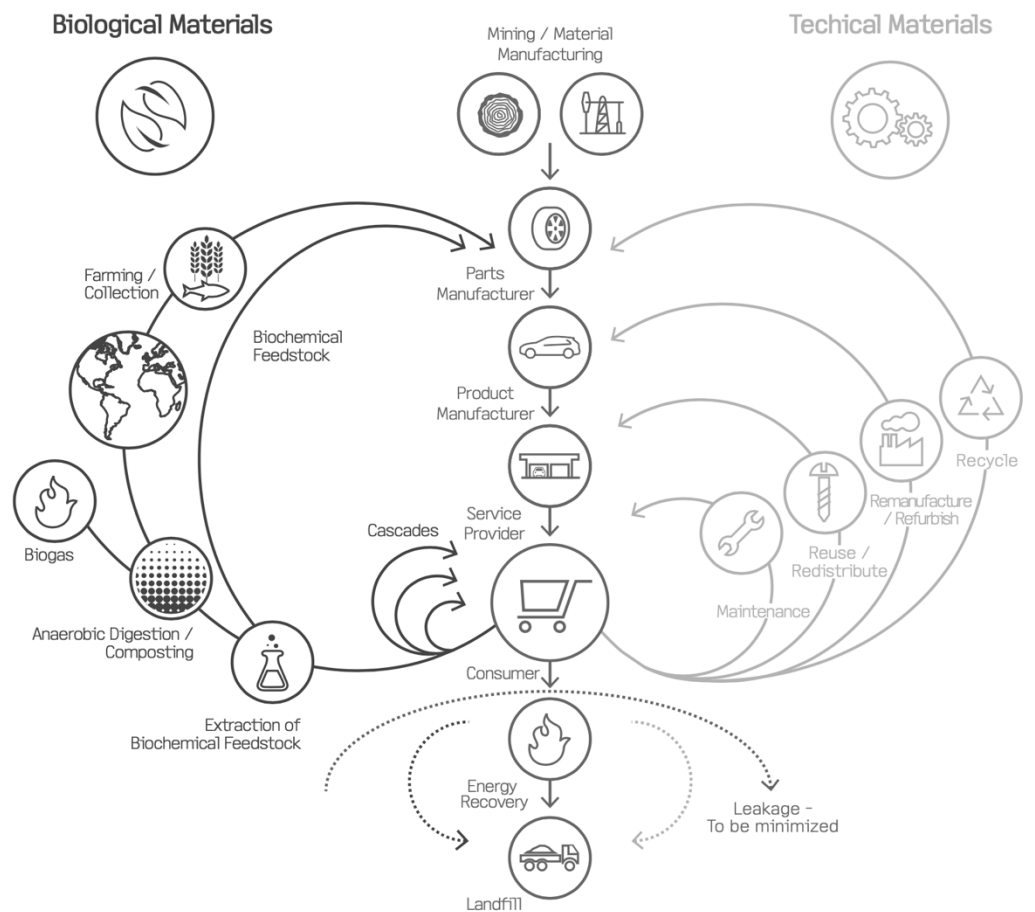 Biological Materials
Mining / Material
Manufacturing
Techical Materials
Farming /
Collection
Biochemical
Feedstock
Parts
Manufacturer
Product
Manufacturer
Recycle
Biogas
Cascades
Service
Provider
Remanufacture
/ Refurbish
Reuse /
Redistribute
Maintenance
Anaerobic Digestion /
Composting
Consumer
Extraction of
Biochemical Feedstock
Energy
Recovery
Leakage -
To be minimized
Landfill